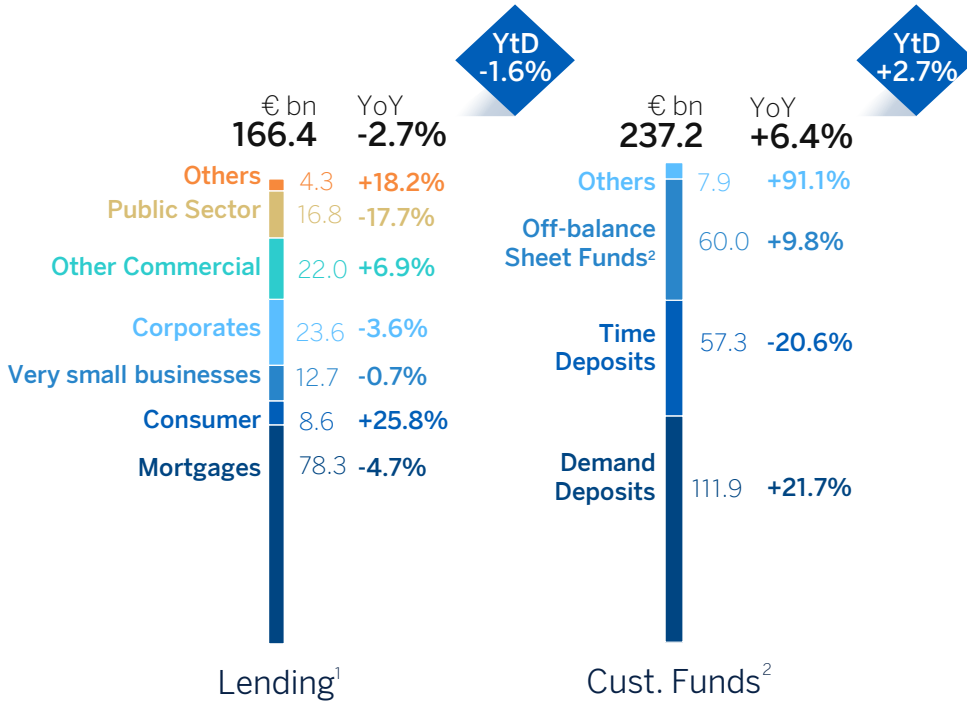 YtD
-1.6%
€ bn YoY
166.4 -2.7%
Others 4.3 +18.2%
Public Sector 16.8 -17.7%
Other Commercial 22.0 +6.9%
Corporates 23.6 -3.6%
Very small businesses 12.7 -0.7%
Consumer 8.6 +25.8%
Mortgages 78.3 -4.7%
Lending¹
YtD
+2.7%
€ bn YoY
237.2 +6.4%
Others 7.9 +91.1%
Off-balance
Sheet Funds² 60.0 +9.8%
Time
Deposits 57.3 -20.6%
Demand
Deposits 111.9 +21.7%
Cust. Funds²